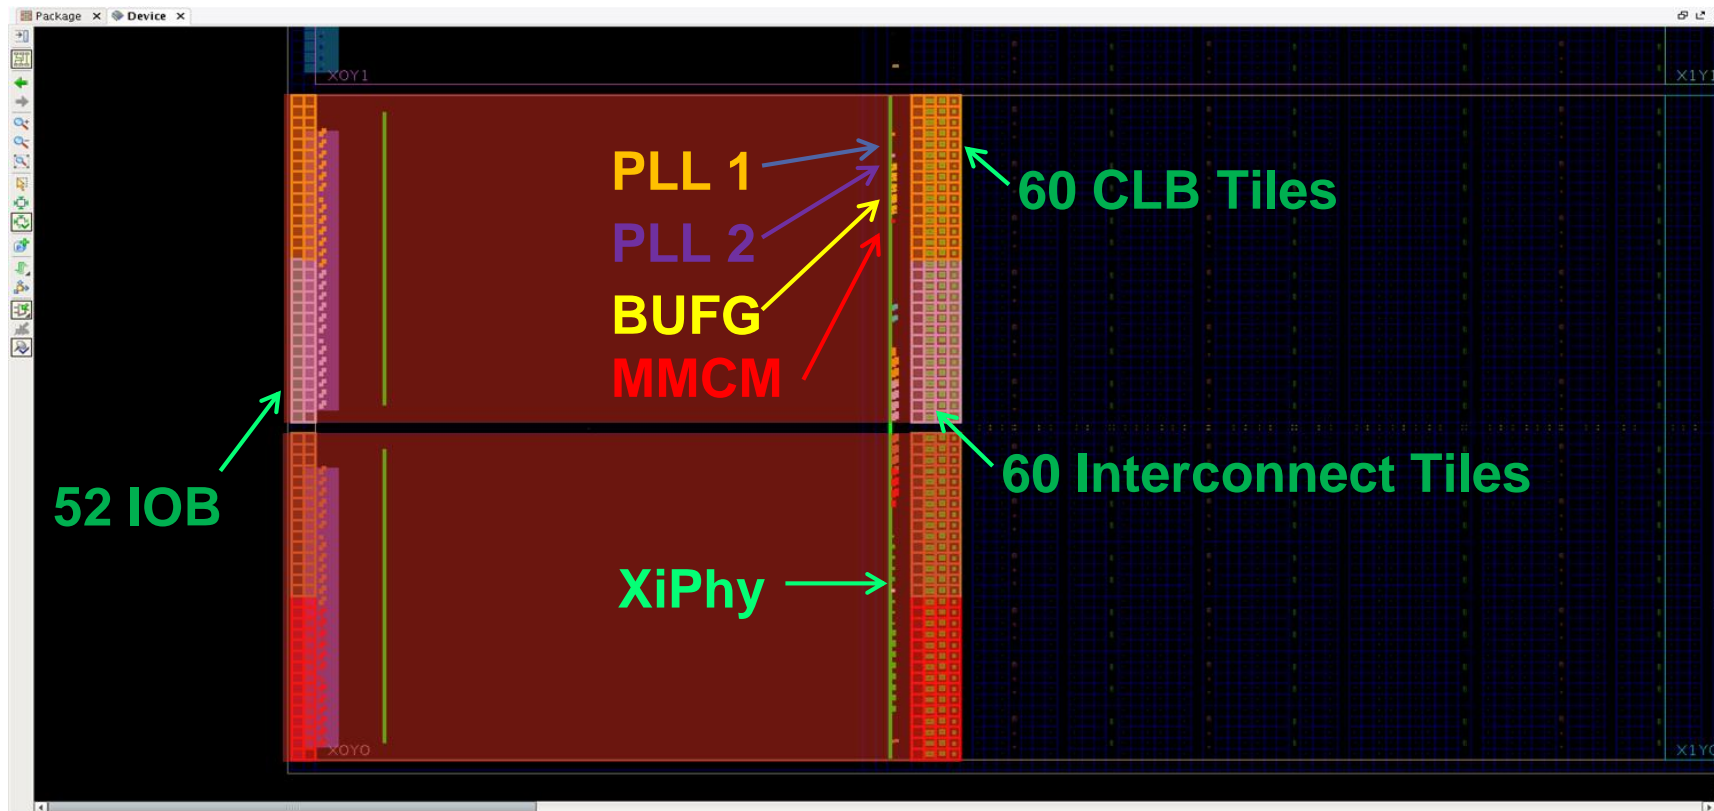 Package
Device
X0Y1
X1Y1
PLL 1
60 CLB Tiles
PLL 2
BUFG
MMCM
60 Interconnect Tiles
52 IOB
XiPhy
X0Y0
X1Y0